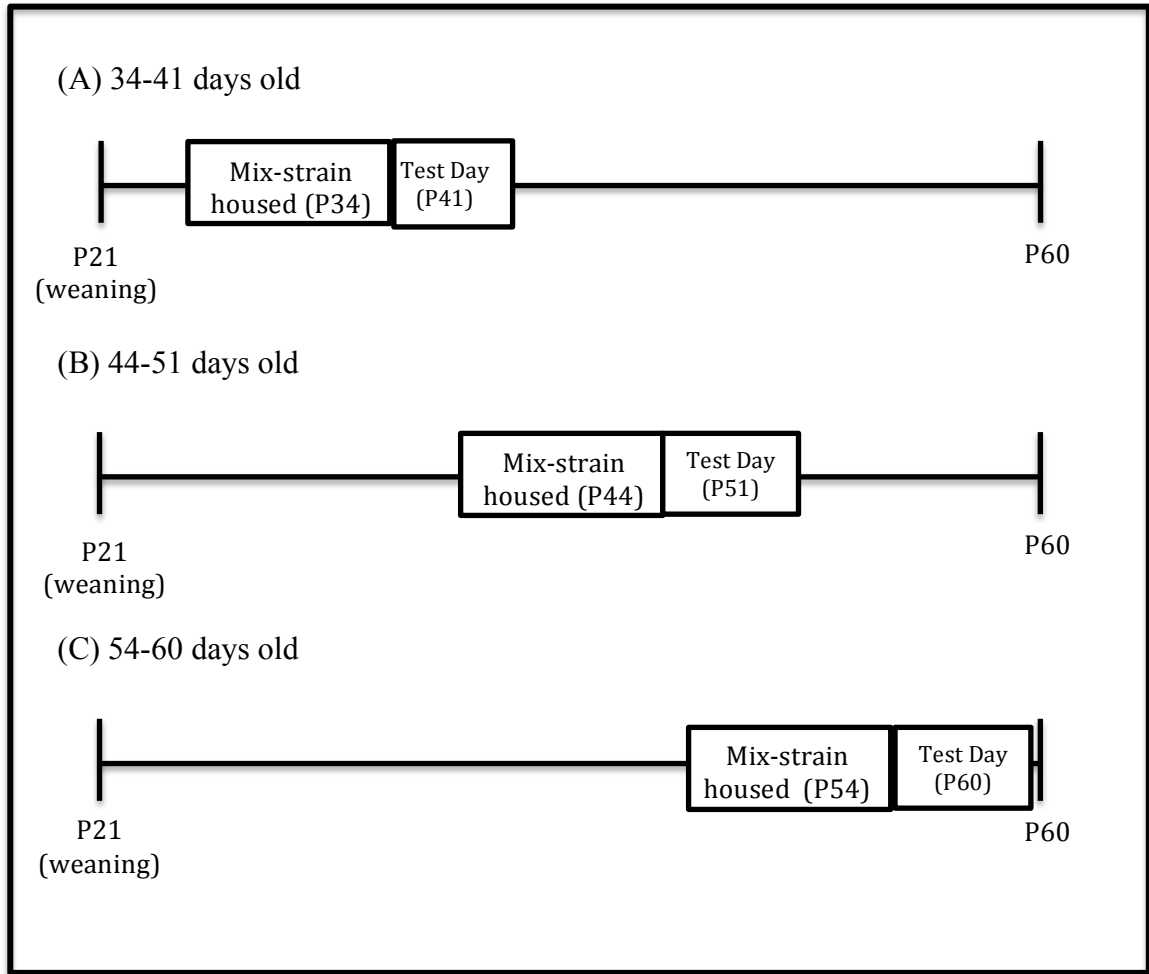 (A) 34-41 days old
Mix-strain
housed (P34)
Test Day
(P41)
P21
(weaning)
P60
(B) 44-51 days old
Mix-strain
housed (P44)
Test Day
(P51)
P21
(weaning)
P60
(C) 54-60 days old
Mix-strain
housed (P54)
Test Day
(P60)
P21
(weaning)
P60